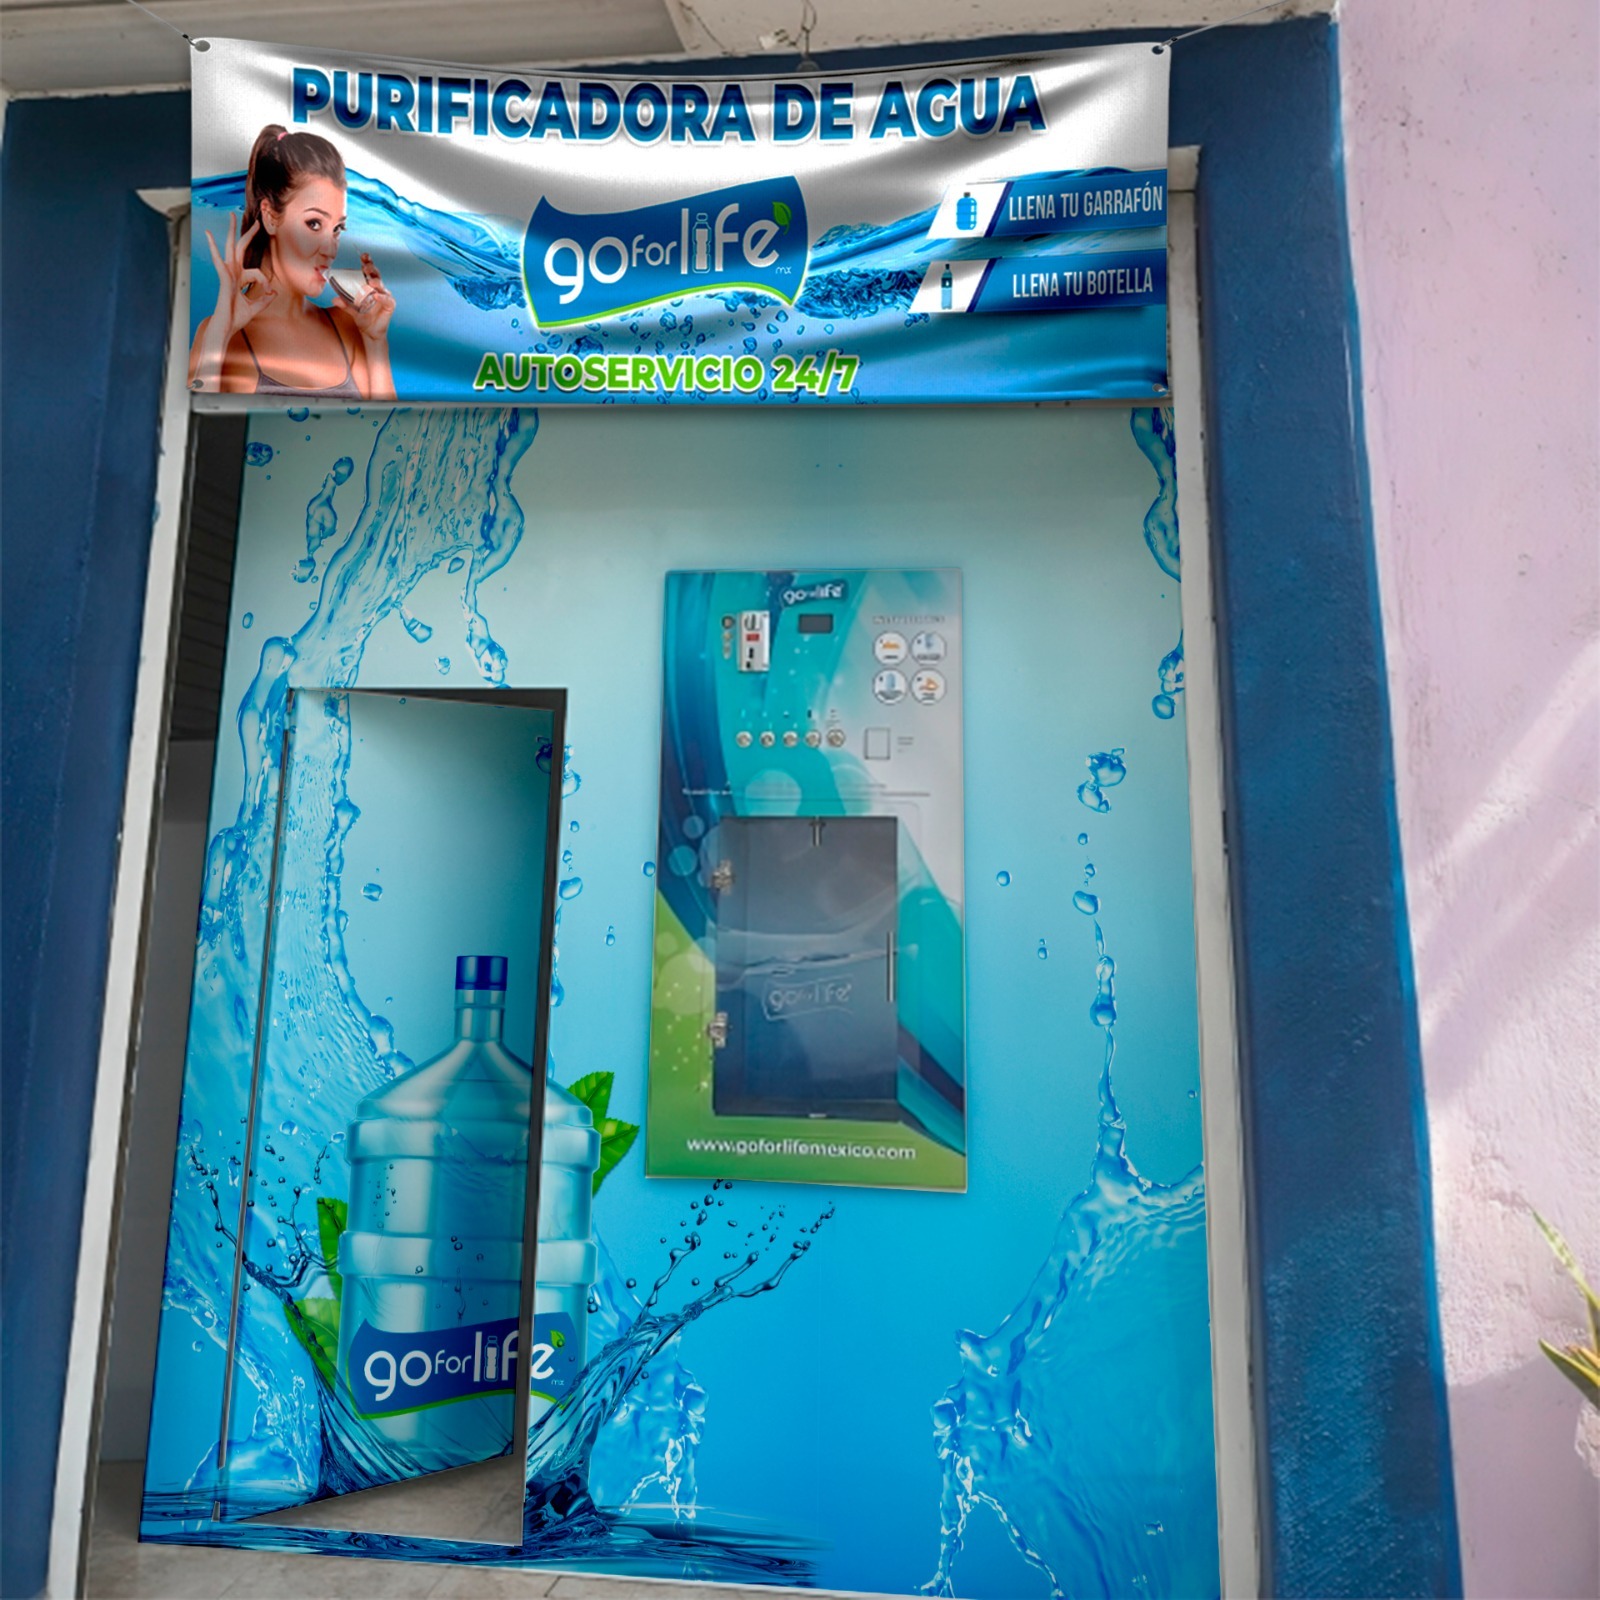 PURIFICADORA DE AGUA
goforlife
mx
LLENA TU GARRAFÓN
LLENA TU BOTELLA
AUTOSERVICIO 24/7
goforlife
goforlife
www.goforlifemexico.com
goforlife
mx